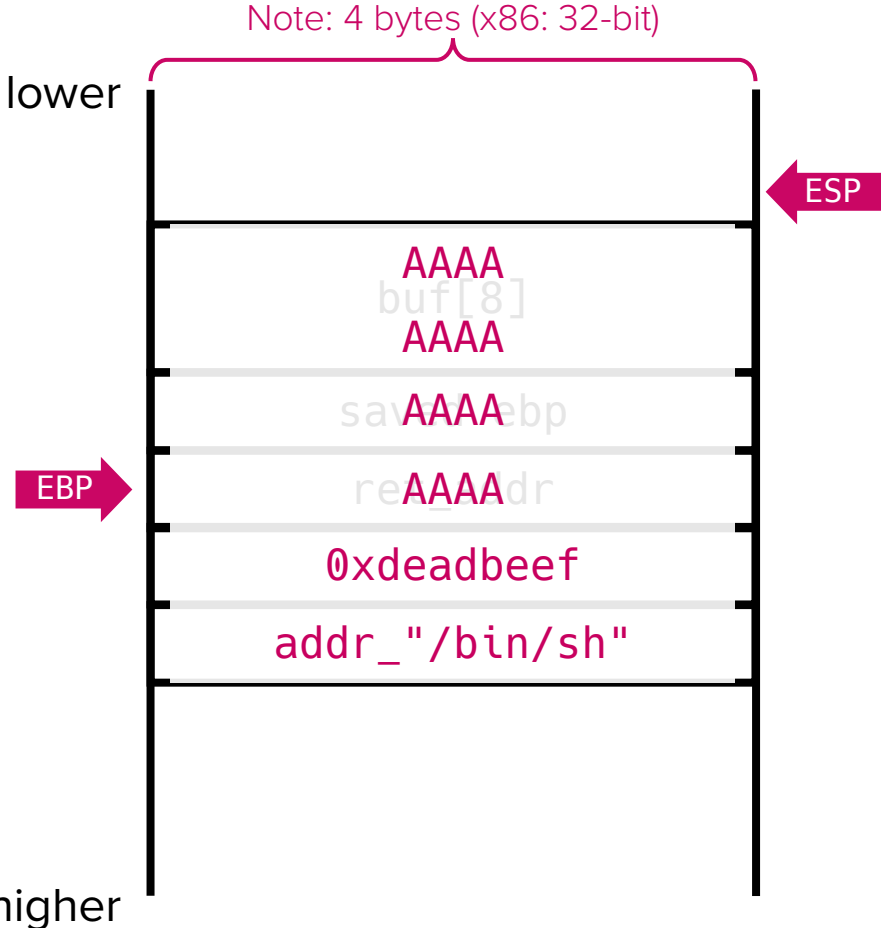 Note: 4 bytes (x86: 32-bit)
lower
ESP
AAAA
buf[8]
AAAA
saved ebp
AAAA
EBP
ret_addr
AAAA
0xdeadbeef
addr_"/bin/sh"
higher